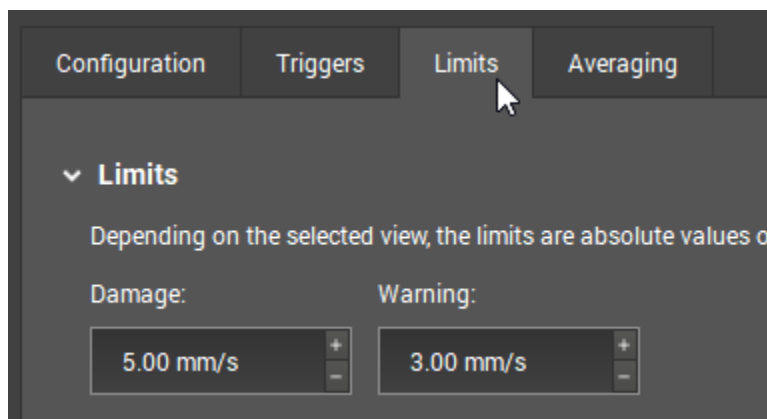 Configuration Triggers Limits Averaging
Limits
Depending on the selected view, the limits are absolute values
Damage: Warning:
5.00 mm/s + - 3.00 mm/s + -